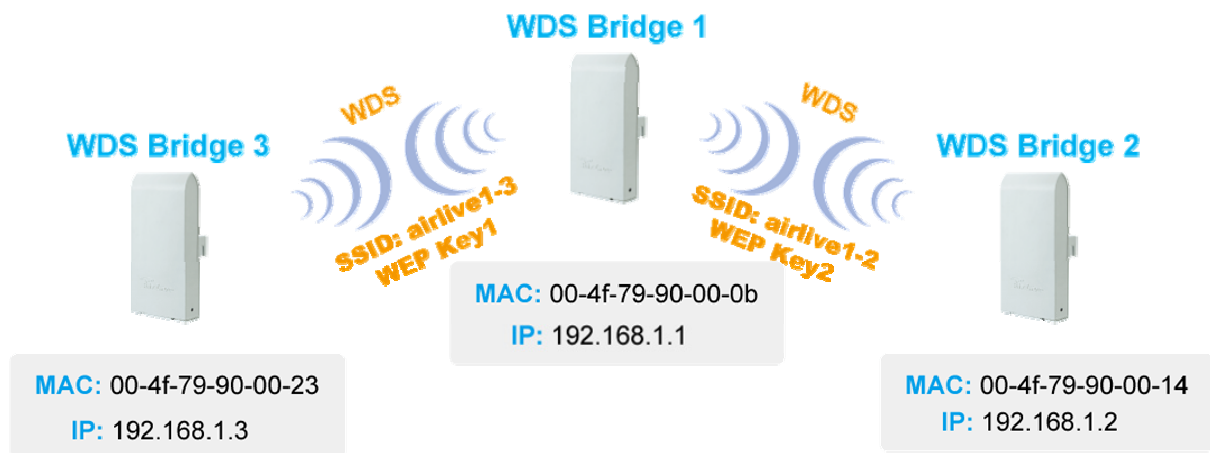 WDS Bridge 1
WDS
WDS
WDS Bridge 3
WDS Bridge 2
SSID: airlive1-3
WEP Key1
SSID: airlive1-2
WEP Key2
MAC: 00-4f-79-90-00-0b
IP: 192.168.1.1
MAC: 00-4f-79-90-00-23
IP: 192.168.1.3
MAC: 00-4f-79-90-00-14
IP: 192.168.1.2